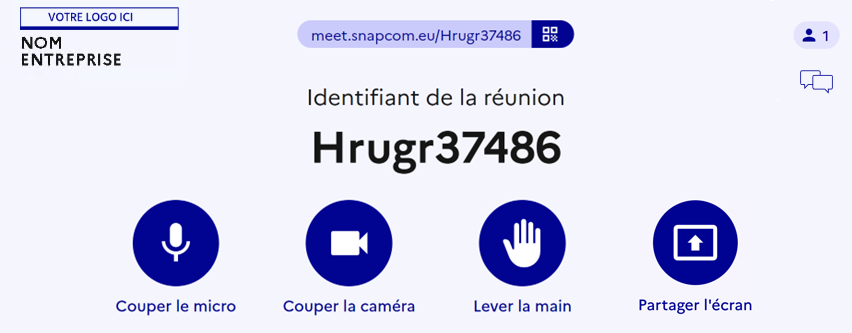 VOTRE LOGO ICI
NOM
ENTREPRISE
meet.snapcom.eu/Hrugr37486
1
Identifiant de la réunion
Hrugr37486
Couper le micro
Couper la caméra
Lever la main
Partager l'écran